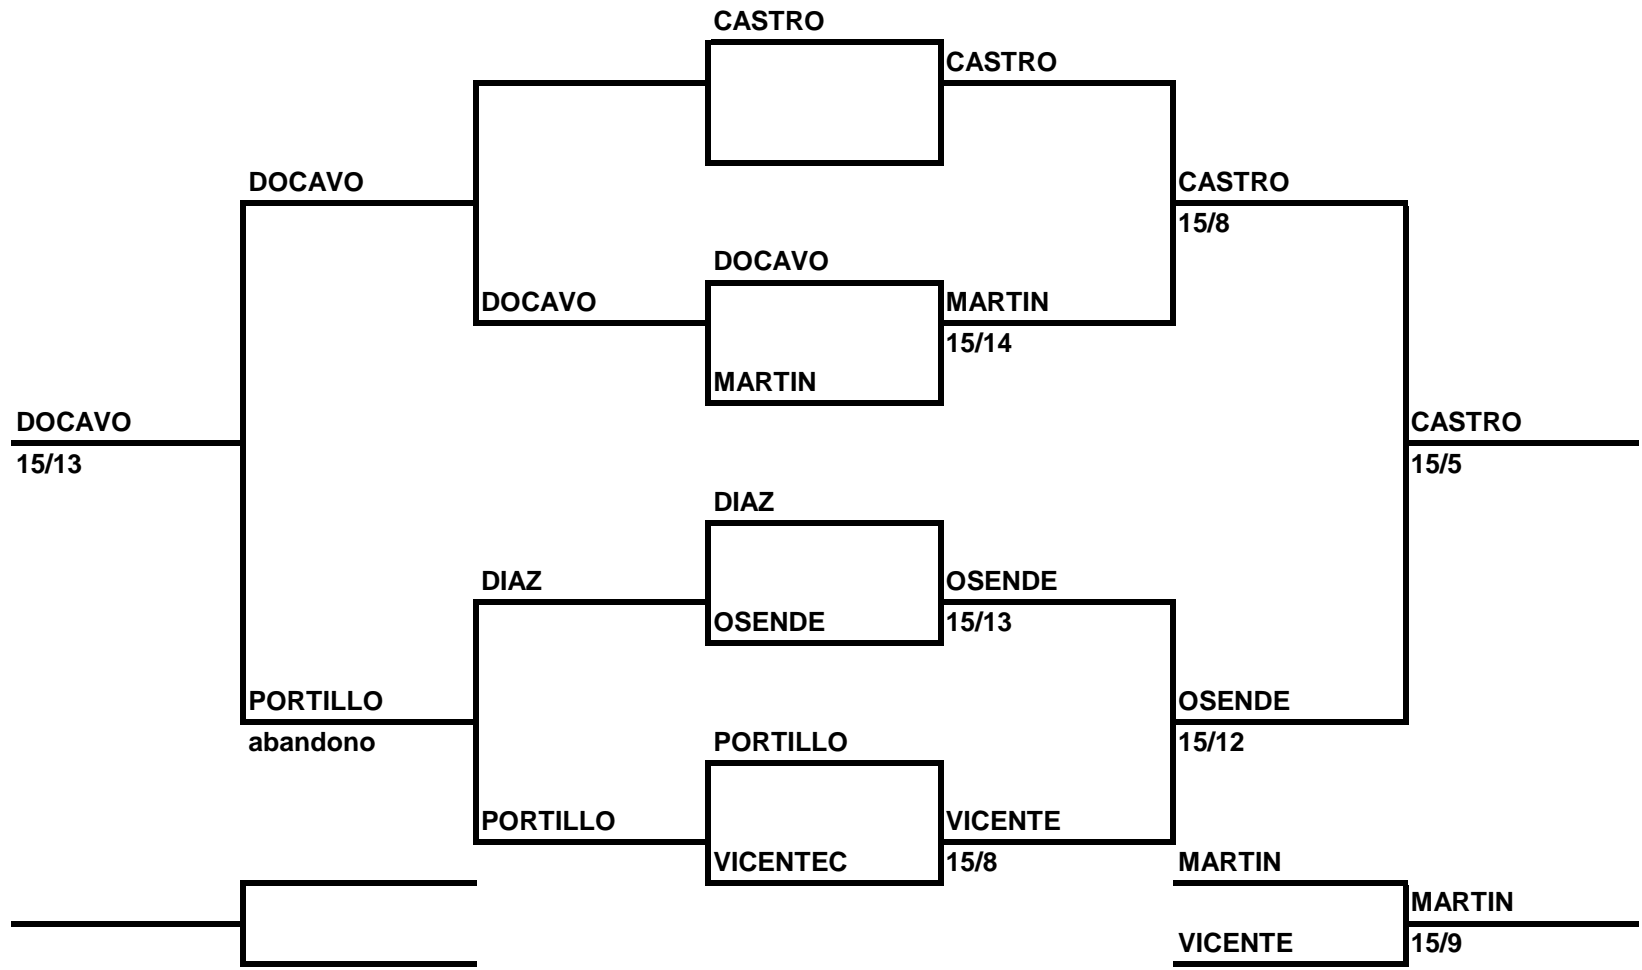 CASTRO
CASTRO
DOCAVO
CASTRO
15/8
DOCAVO
DOCAVO
MARTIN
15/14
MARTIN
DOCAVO
15/13
CASTRO
15/5
DIAZ
DIAZ
OSENDE
OSENDE
15/13
PORTILLO
abandono
OSENDE
15/12
PORTILLO
PORTILLO
VICENTE
VICENTEC
15/8
MARTIN
MARTIN
VICENTE
15/9